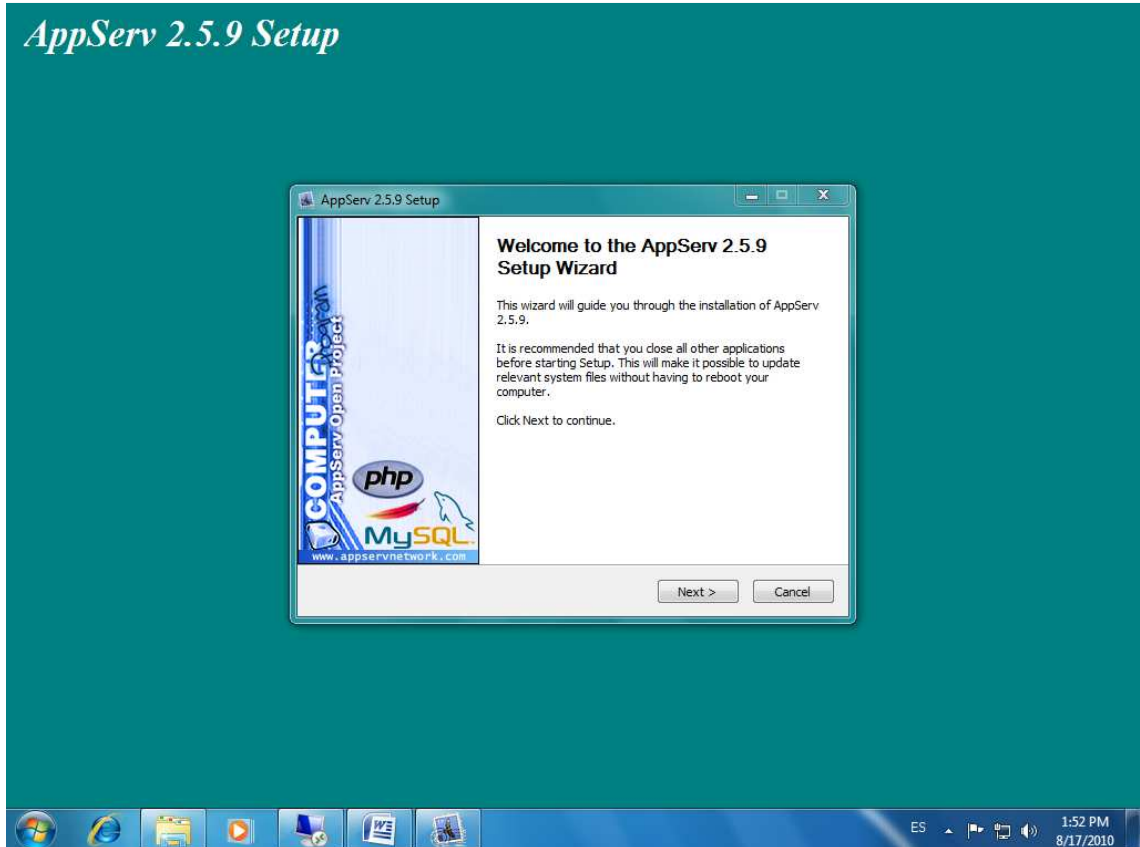 AppServ 2.5.9 Setup
AppServ 2.5.9 Setup
Welcome to the AppServ 2.5.9
Setup Wizard
This wizard will guide you through the installation of AppServ
2.5.9.
It is recommended that you close all other applications
before starting Setup. This will make it possible to update
relevant system files without having to reboot your
computer.
Click Next to continue.
COMPUTER
Program
AppServ Open Project
php
MySQL
www.appservnetwork.com
Next >
Cancel
W
ES
1:52 PM
8/17/2010